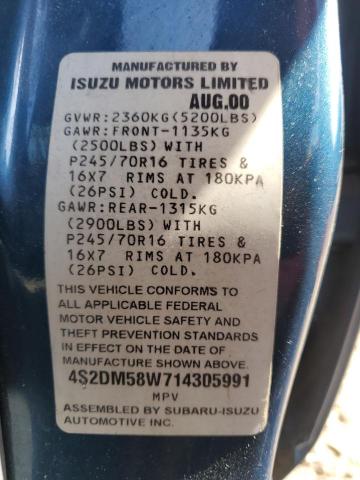 MANUFACTURED BY
ISUZU MOTORS LIMITED
AUG.00
GVWR:2360KG(5200LBS)
GAWR:FRONT-1135KG
(2500LBS) WITH
P245/70R16 TIRES &
16X7 RIMS AT 180KPA
(26PSI) COLD.
GAWR:REAR-1315KG
(2900LBS) WITH
P245/70R16 TIRES &
16X7 RIMS AT 180KPA
(26PSI) COLD.
THIS VEHICLE CONFORMS TO
ALL APPLICABLE FEDERAL
MOTOR VEHICLE SAFETY AND
THEFT PREVENTION STANDARDS
IN EFFECT ON THE DATE OF
MANUFACTURE SHOWN ABOVE.
4S2DM58W714305991
MPV
ASSEMBLED BY SUBARU-ISUZU
AUTOMOTIVE INC.